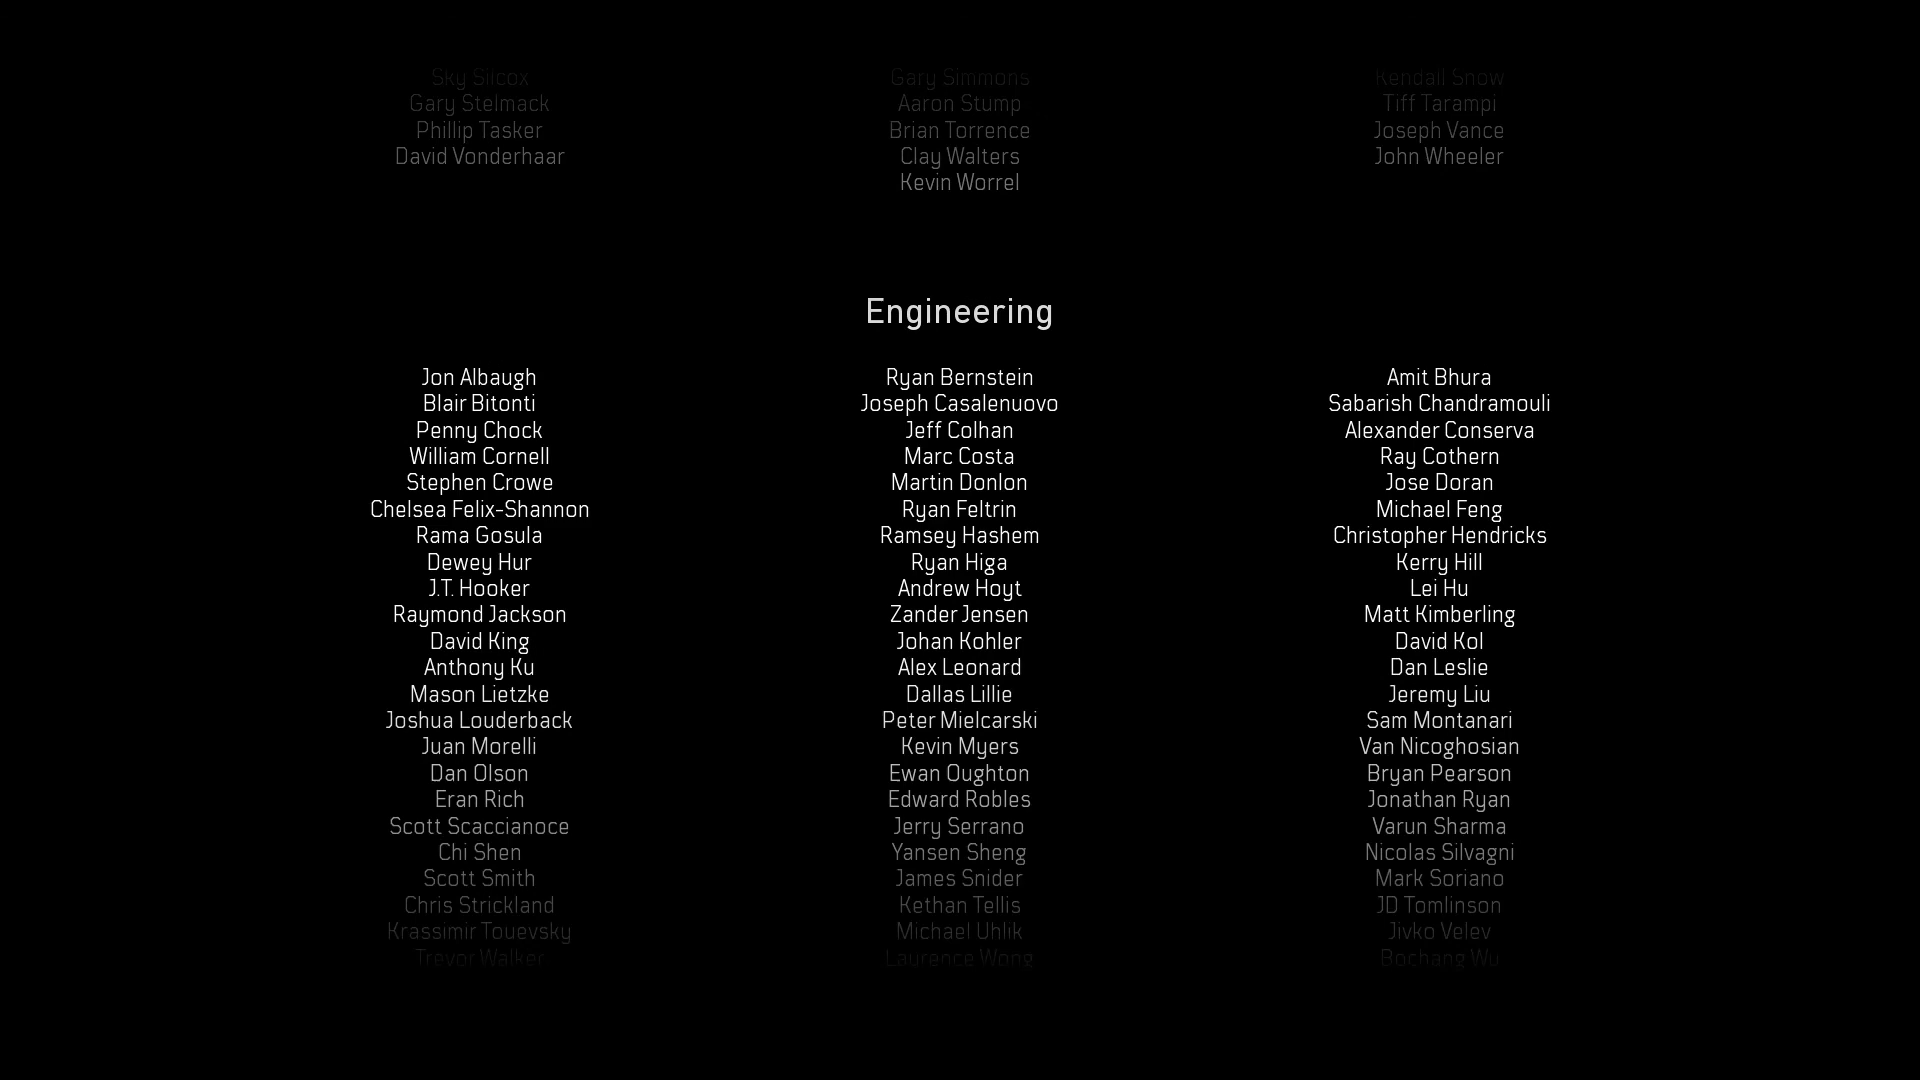 Sky Silcox Gary Simmons Kendall Snow
Gary Stelmack Aaron Stump Tiff Tarampi
Phillip Tasker Brian Torrence Joseph Vance
David Vonderhaar Clay Walters John Wheeler
Kevin Worrel
Engineering
Jon Albaugh Ryan Bernstein Amit Bhura
Blair Bitonti Joseph Casalenuovo Sabarish Chandramouli
Penny Chock Jeff Colhan Alexander Conserva
William Cornell Marc Costa Ray Cothern
Stephen Crowe Martin Donlon Jose Doran
Chelsea Felix-Shannon Ryan Feltrin Michael Feng
Rama Gosula Ramsey Hashem Christopher Hendricks
Dewey Hur Ryan Higa Kerry Hill
J.T. Hooker Andrew Hoyt Lei Hu
Raymond Jackson Zander Jensen Matt Kimberling
David King Johan Kohler David Kol
Anthony Ku Alex Leonard Dan Leslie
Mason Lietzke Dallas Lillie Jeremy Liu
Joshua Louderback Peter Mielcarski Sam Montanari
Juan Morelli Kevin Myers Van Nicoghosian
Dan Olson Ewan Oughton Bryan Pearson
Eran Rich Edward Robles Jonathan Ryan
Scott Scaccianoce Jerry Serrano Varun Sharma
Chi Shen Yansen Sheng Nicolas Silvagni
Scott Smith James Snider Mark Soriano
Chris Strickland Kethan Tellis JD Tomlinson
Krassimir Touevsky Michael Uhlik Jivko Velev
Trevor Walker Laurence Wong Bochang Wu